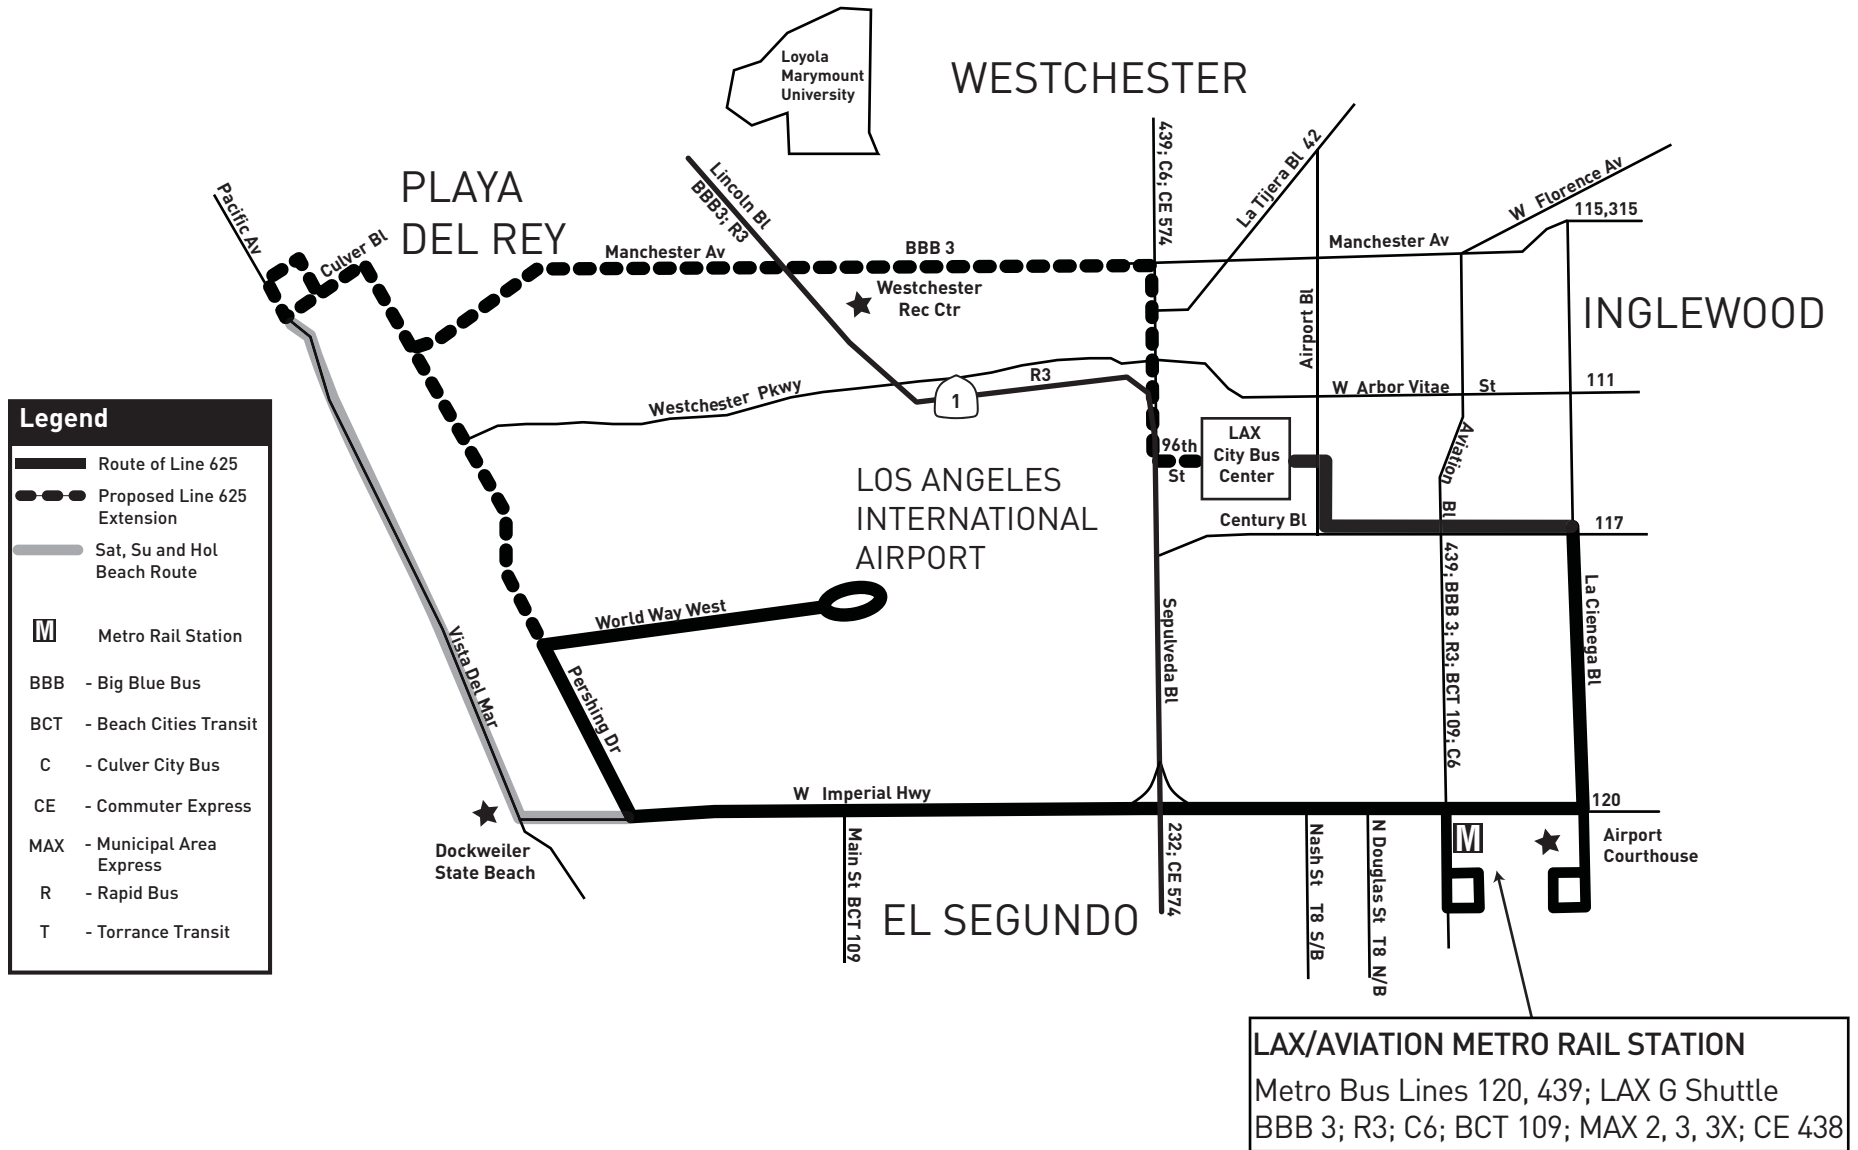 WESTCHESTER
Loyola
Marymount
University
PLAYA
DEL REY
Pacific Av
Culver Bl
Lincoln Bl
BBB3; R3
Manchester Av
BBB 3
Westchester
Rec Ctr
439; C6; CE 574
La Tijera Bl 42
Airport Bl
Manchester Av
W Florence Av
115,315
INGLEWOOD
Westchester Pkwy
1
R3
W Arbor Vitae St
111
96th
St
LAX
City Bus
Center
Aviation Bl
439; BBB 3; R3; BCT 109; C6
Century Bl
117
LOS ANGELES
INTERNATIONAL
AIRPORT
World Way West
Sepulveda Bl
La Cienega Bl
Vista Del Mar
Pershing Dr
W Imperial Hwy
120
Dockweiler
State Beach
Main St BCT 109
EL SEGUNDO
232; CE 574
Nash St T8 S/B
N Douglas St T8 N/B
M
Airport
Courthouse
Legend
Route of Line 625
Proposed Line 625
Extension
Sat, Su and Hol
Beach Route
M Metro Rail Station
BBB - Big Blue Bus
BCT - Beach Cities Transit
C - Culver City Bus
CE - Commuter Express
MAX - Municipal Area
Express
R - Rapid Bus
T - Torrance Transit
LAX/AVIATION METRO RAIL STATION
Metro Bus Lines 120, 439; LAX G Shuttle
BBB 3; R3; C6; BCT 109; MAX 2, 3, 3X; CE 438